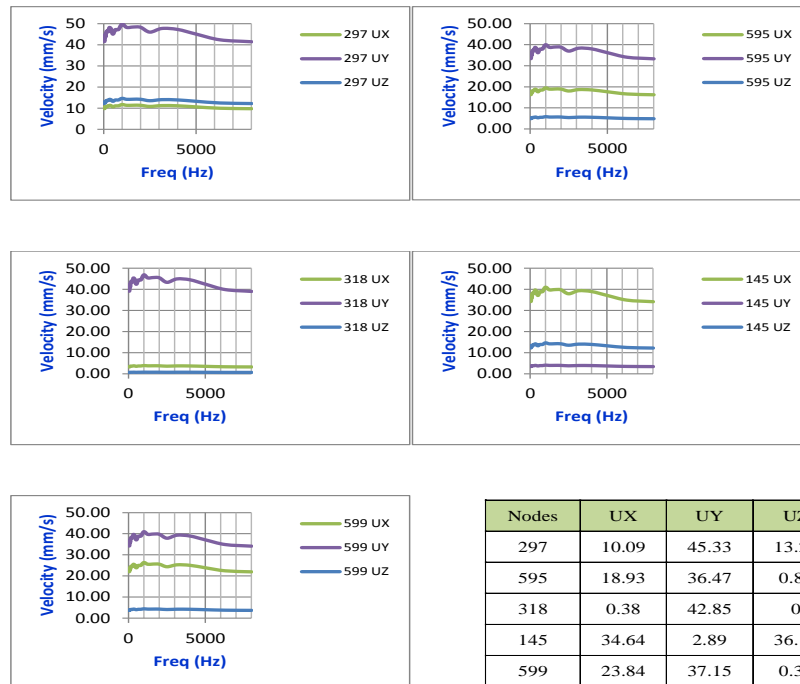 50
40
30
20
10
0
Velocity (mm/s)
0 5000
Freq (Hz)
297 UX
297 UY
297 UZ
50.00
40.00
30.00
20.00
10.00
0.00
Velocity (mm/s)
0 5000
Freq (Hz)
595 UX
595 UY
595 UZ
50.00
40.00
30.00
20.00
10.00
0.00
Velocity (mm/s)
0 5000
Freq (Hz)
318 UX
318 UY
318 UZ
50.00
40.00
30.00
20.00
10.00
0.00
Velocity (mm/s)
0 5000
Freq (Hz)
145 UX
145 UY
145 UZ
50.00
40.00
30.00
20.00
10.00
0.00
Velocity (mm/s)
0 5000
Freq (Hz)
599 UX
599 UY
599 UZ
Nodes UX UY
297 10.09 45.33
595 18.93 36.47
318 0.38 42.85
145 34.64 2.89
599 23.84 37.15